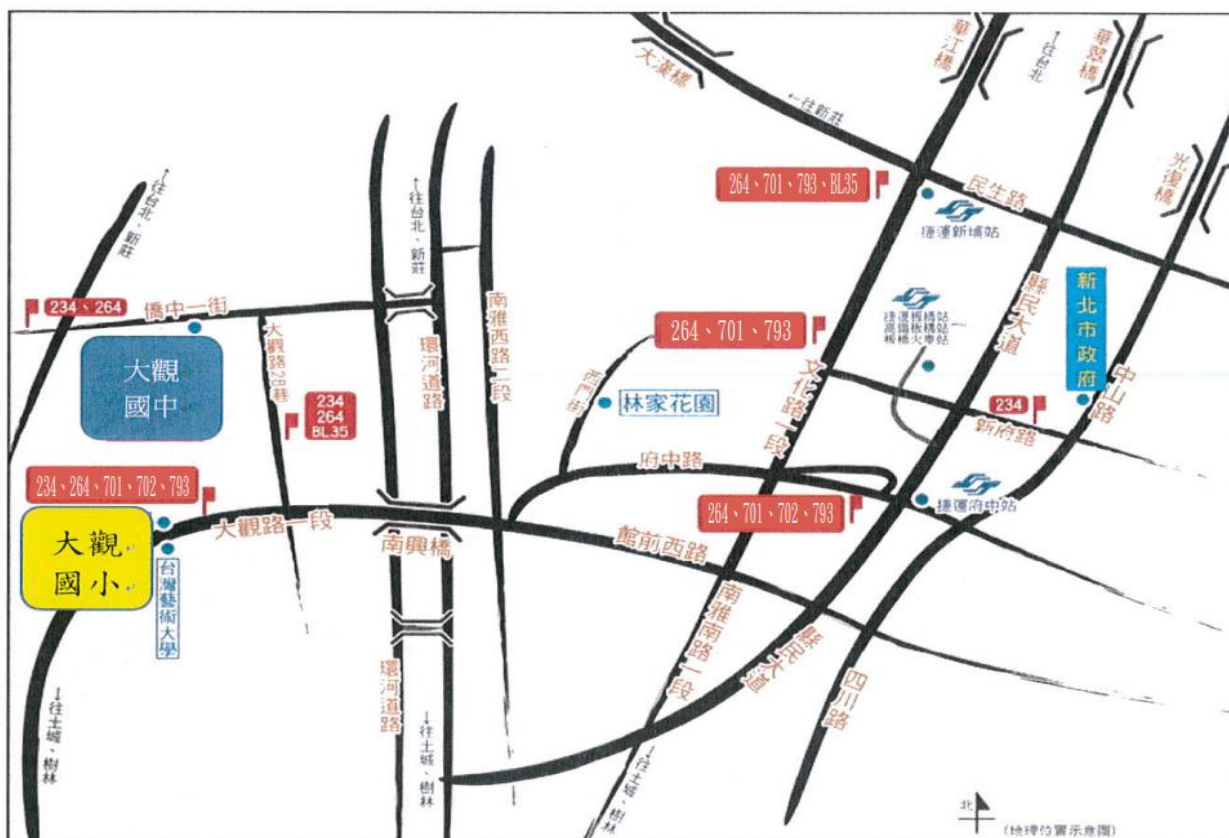 華江橋
↑往台北
華翠橋
大漢橋
←往新莊
光復橋
264、701、793、BL35
民生路
捷運新埔站
↑往台北、新莊
↑往台北、新莊
234、264
僑中一街
大觀路28巷
環河道路
南雅西路二段
264、701、793
西門街
林家花園
文化路一段
捷運板橋站
高鐵板橋站
板橋火車站
縣民大道
新北市政府
中山路
大觀
國中
234
264
BL35
234
新府路
府中路
234、264、701、702、793
大觀路一段
南興橋
264、701、702、793
捷運府中站
館前西路
大觀
國小
台灣藝術大學
南雅南路一段
縣民大道
四川路
環河道路
↓往土城、樹林
↓往土城、樹林
↓往土城、樹林
北
(地理位置示意圖)